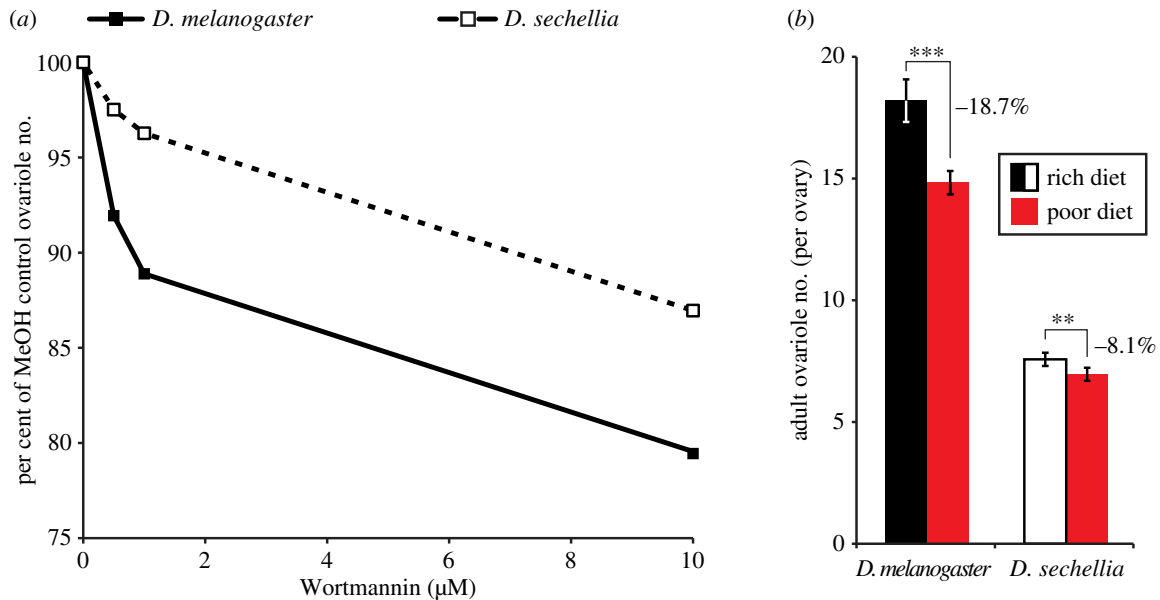 (a)
D. melanogaster
D. sechellia
per cent of MeOH control ovariole no.
100
95
90
85
80
75
0 2 4 6 8 10
Wortmannin (μM)
(b)
adult ovariole no. (per ovary)
20
15
10
5
0
***
–18.7%
rich diet
poor diet
**
–8.1%
D. melanogaster D. sechellia